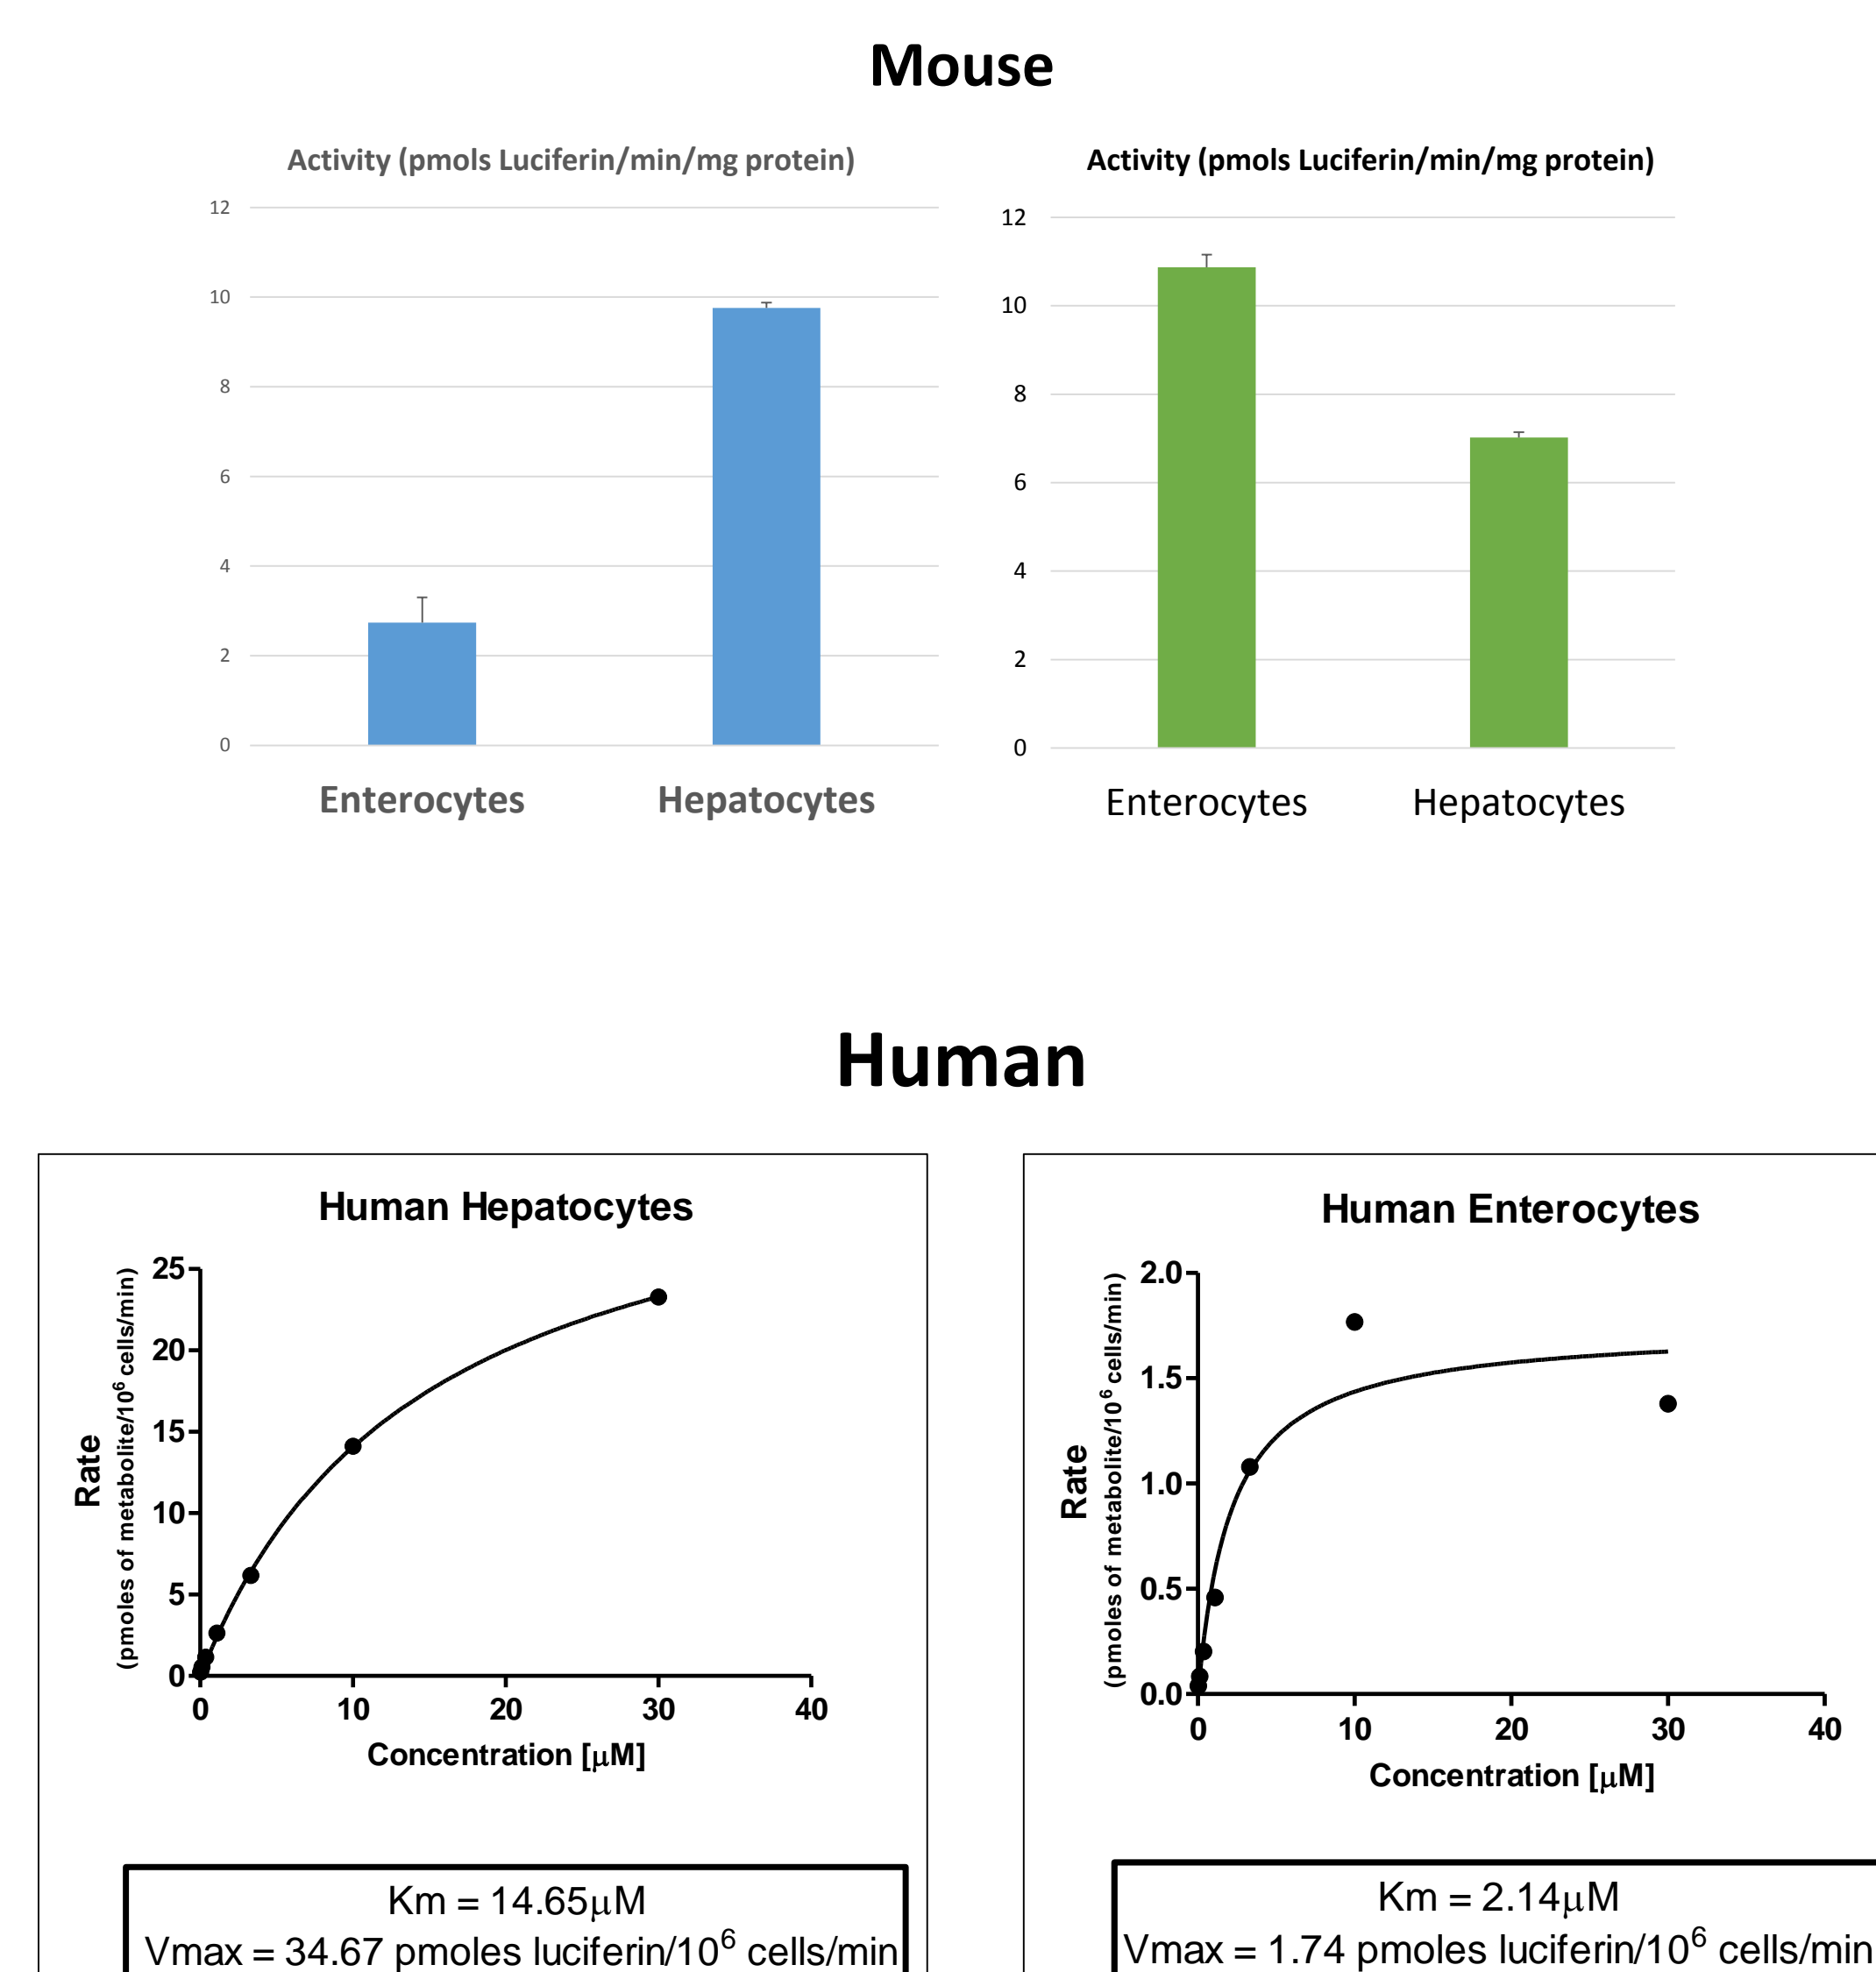 Mouse
Activity (pmols Luciferin/min/mg protein)
12
10
8
6
4
2
0
Enterocytes Hepatocytes
Activity (pmols Luciferin/min/mg protein)
12
10
8
6
4
2
0
Enterocytes Hepatocytes
Human
Human Hepatocytes
Rate
(pmoles of metabolite/10⁶ cells/min)
25
20
15
10
5
0
0 10 20 30 40
Concentration [μM]
Km = 14.65μM
Vmax = 34.67 pmoles luciferin/10⁶ cells/min
Human Enterocytes
Rate
(pmoles of metabolite/10⁶ cells/min)
2.0
1.5
1.0
0.5
0.0
0 10 20 30 40
Concentration [μM]
Km = 2.14μM
Vmax = 1.74 pmoles luciferin/10⁶ cells/min